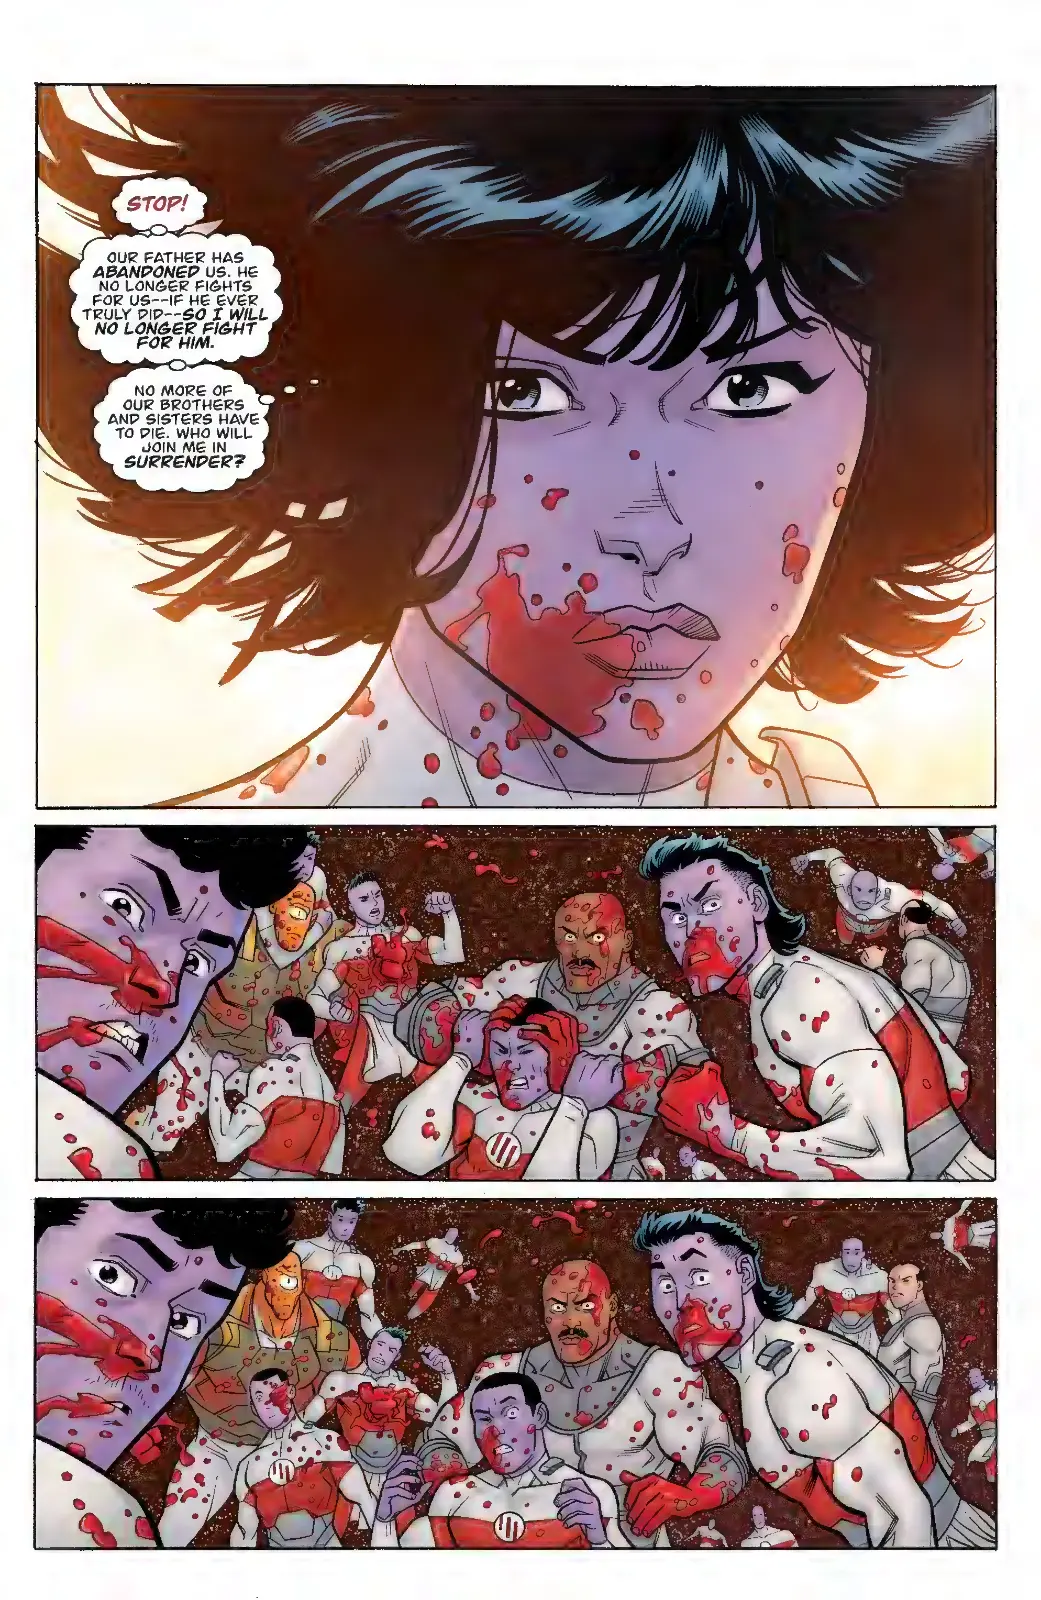 STOP!
OUR FATHER HAS
ABANDONED US. HE
NO LONGER FIGHTS
FOR US--IF HE EVER
TRULY DID--SO I WILL
NO LONGER FIGHT
FOR HIM.
NO MORE OF
OUR BROTHERS
AND SISTERS HAVE
TO DIE. WHO WILL
JOIN ME IN
SURRENDER?